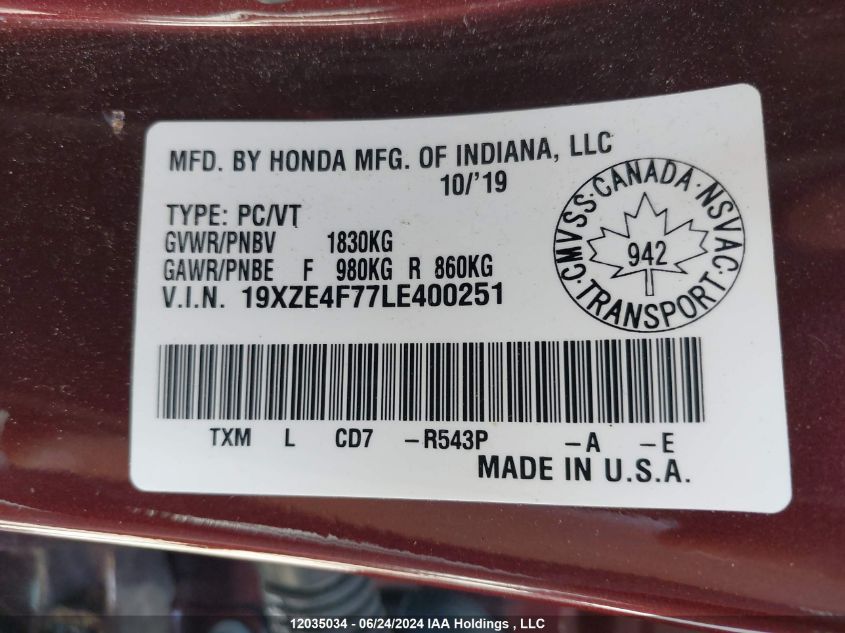 MFD. BY HONDA MFG. OF INDIANA, LLC
10/'19
TYPE: PC/VT
GVWR/PNBV 1830KG
GAWR/PNBE F 980KG R 860KG
V.I.N. 19XZE4F77LE400251
CMVSS·CANADA·NSVAC·TRANSPORT·
942
TXM L CD7 -R543P -A -E
MADE IN U.S.A.
12035034 - 06/24/2024 IAA Holdings , LLC